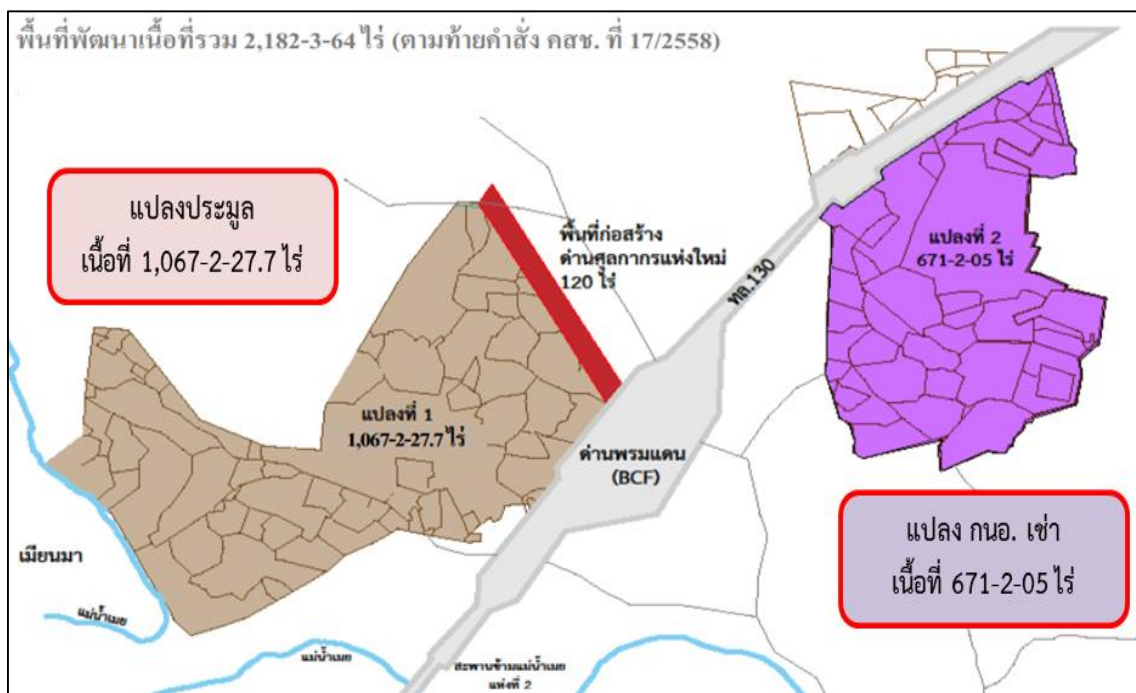 พื้นที่พัฒนาเนื้อที่รวม 2,182-3-64 ไร่ (ตามท้ายคำสั่ง คสช. ที่ 17/2558)
แปลงประมูล
เนื้อที่ 1,067-2-27.7 ไร่
พื้นที่ก่อสร้าง
ด่านศุลกากรแห่งใหม่
120 ไร่
ทล.130
แปลงที่ 2
671-2-05 ไร่
แปลงที่ 1
1,067-2-27.7 ไร่
ด่านพรมแดน
(BCF)
แปลง กนอ. เช่า
เนื้อที่ 671-2-05 ไร่
เมียนมา
แม่น้ำเมย
แม่น้ำเมย
สะพานข้ามแม่น้ำเมย
แห่งที่ 2